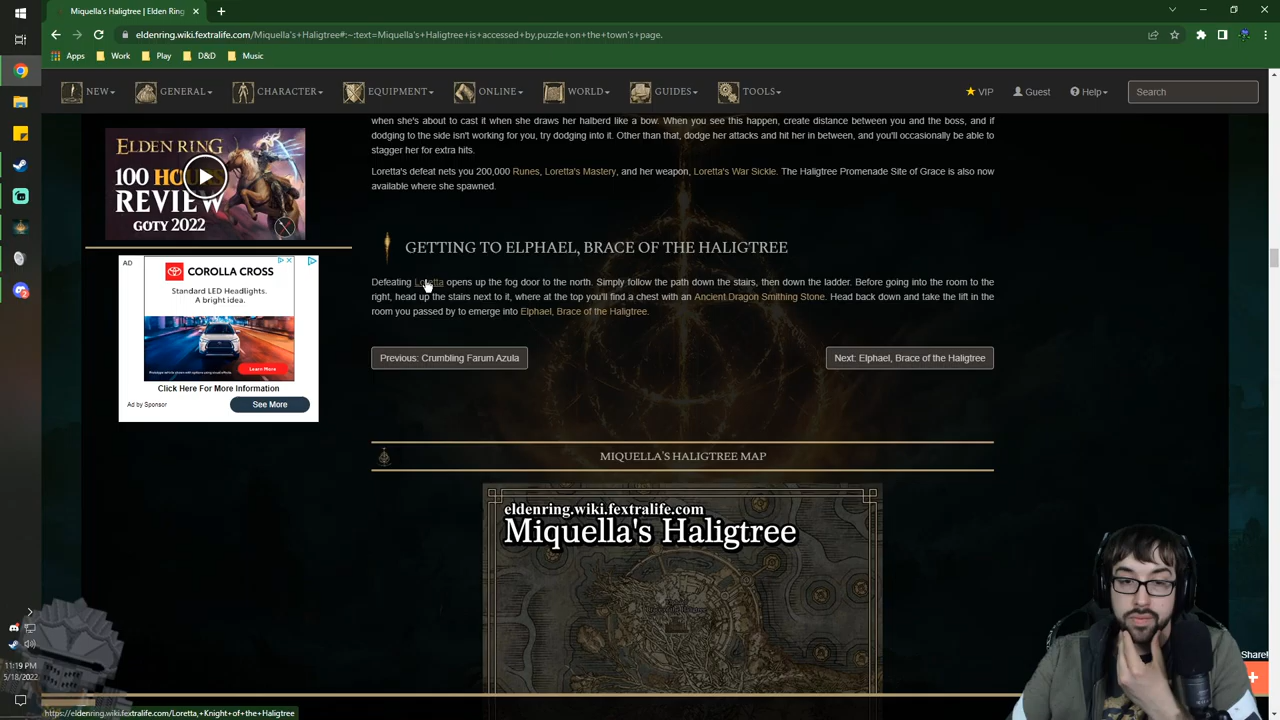 Miquella's Haligtree | Elden Ring
eldenring.wiki.fextralife.com/Miquella's+Haligtree#:~:text=Miquella's Haligtree is+accessed+by,puzzle+on+the+town's+page.
Apps Work Play D&D Music
NEW GENERAL CHARACTER EQUIPMENT ONLINE WORLD GUIDES TOOLS VIP Guest Help Search
when she's about to cast it when she draws her halberd like a bow. When you see this happen, create distance between you and the boss, and if
dodging to the side isn't working for you, try dodging into it. Other than that, dodge her attacks and hit her in between, and you'll occasionally be able to
stagger her for extra hits.
Loretta's defeat nets you 200,000 Runes, Loretta's Mastery, and her weapon, Loretta's War Sickle. The Haligtree Promenade Site of Grace is also now
available where she spawned.
ELDEN RING
100 HOUR
REVIEW
GOTY 2022
GETTING TO ELPHAEL, BRACE OF THE HALIGTREE
Defeating Loretta opens up the fog door to the north. Simply follow the path down the stairs, then down the ladder. Before going into the room to the
right, head up the stairs next to it, where at the top you'll find a chest with an Ancient Dragon Smithing Stone. Head back down and take the lift in the
room you passed by to emerge into Elphael, Brace of the Haligtree.
AD
COROLLA CROSS
Standard LED Headlights.
A bright idea.
Learn More
Click Here For More Information
Ad by Sponsor See More
Previous: Crumbling Farum Azula
Next: Elphael, Brace of the Haligtree
MIQUELLA'S HALIGTREE MAP
eldenring.wiki.fextralife.com
Miquella's Haligtree
Share
11:19 PM
5/18/2022
https://eldenring.wiki.fextralife.com/Loretta,+Knight+of+the+Haligtree